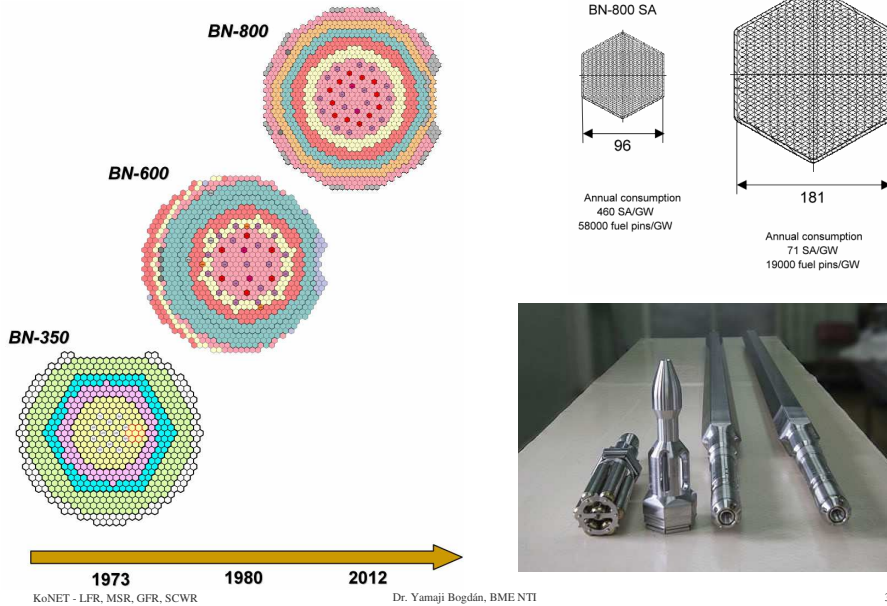 BN-800
BN-600
BN-350
1973
1980
2012
BN-800 SA
96
Annual consumption
460 SA/GW
58000 fuel pins/GW
181
Annual consumption
71 SA/GW
19000 fuel pins/GW
KoNET - LFR, MSR, GFR, SCWR
Dr. Yamaji Bogdán, BME NTI